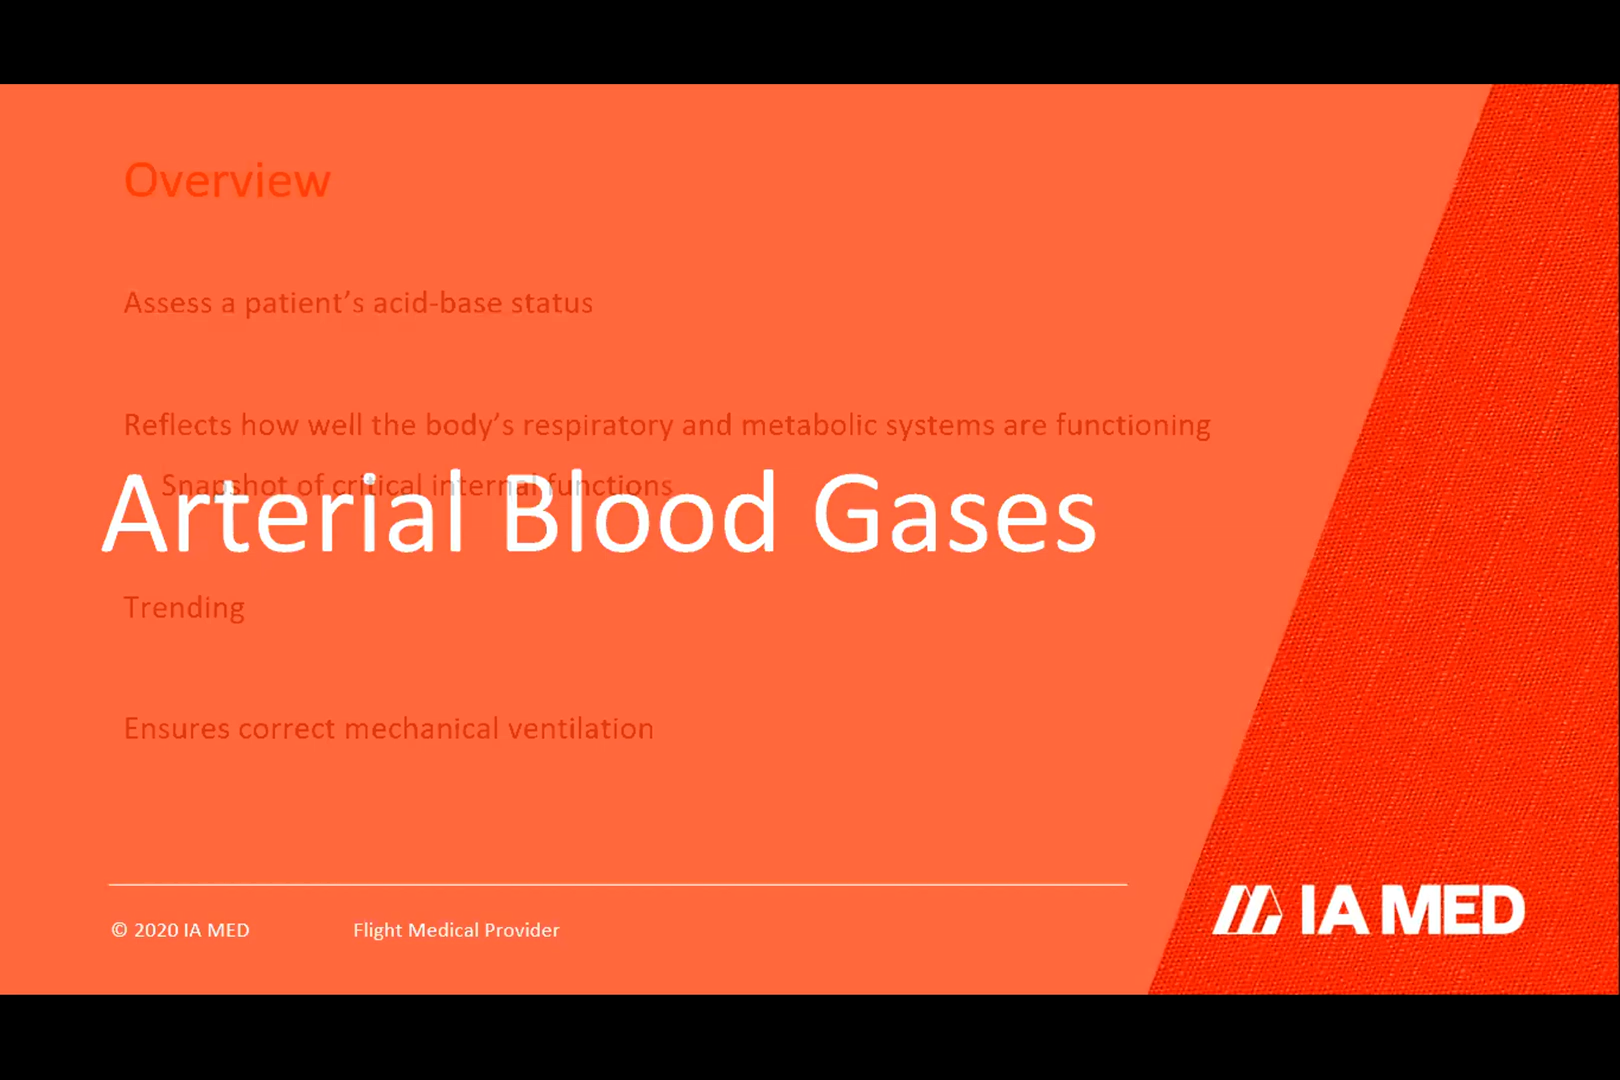 Overview
Assess a patient’s acid-base status
Reflects how well the body’s respiratory and metabolic systems are functioning
Snapshot of critical internal functions
Arterial Blood Gases
Trending
Ensures correct mechanical ventilation
© 2020 IA MED
Flight Medical Provider
IA MED